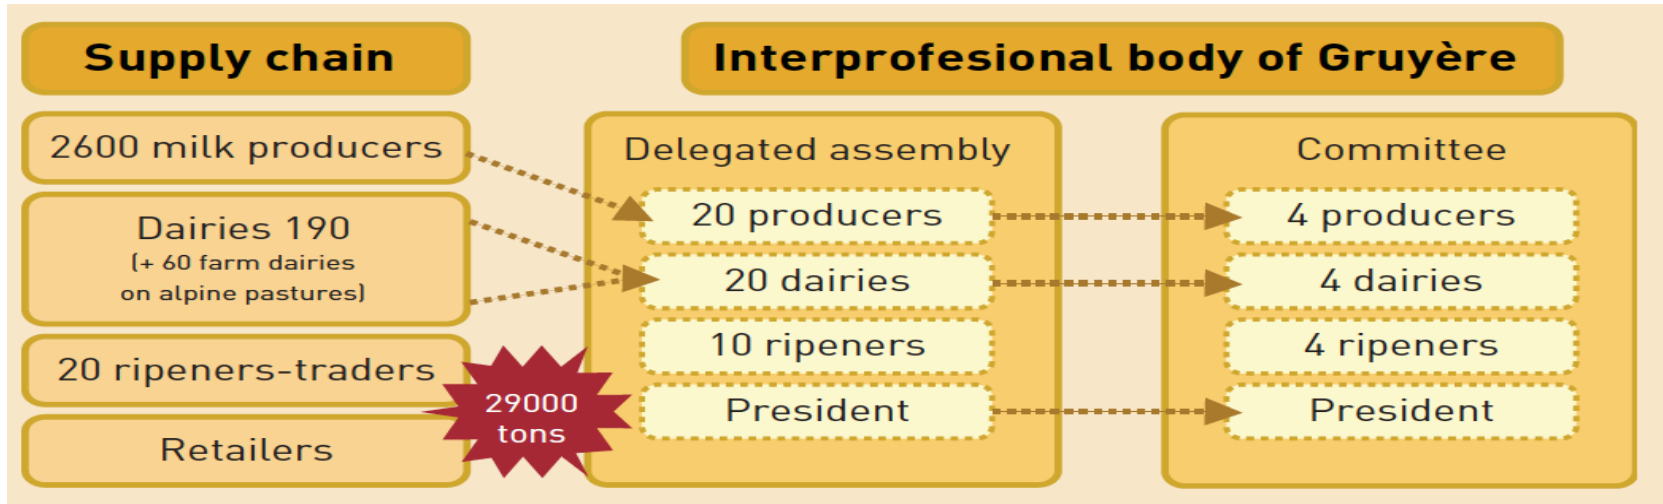 Supply chain
2600 milk producers
Dairies 190
(+ 60 farm dairies
on alpine pastures)
20 ripeners-traders
Retailers
29000
tons
Interprofesional body of Gruyère
Delegated assembly
20 producers
20 dairies
10 ripeners
President
Committee
4 producers
4 dairies
4 ripeners
President